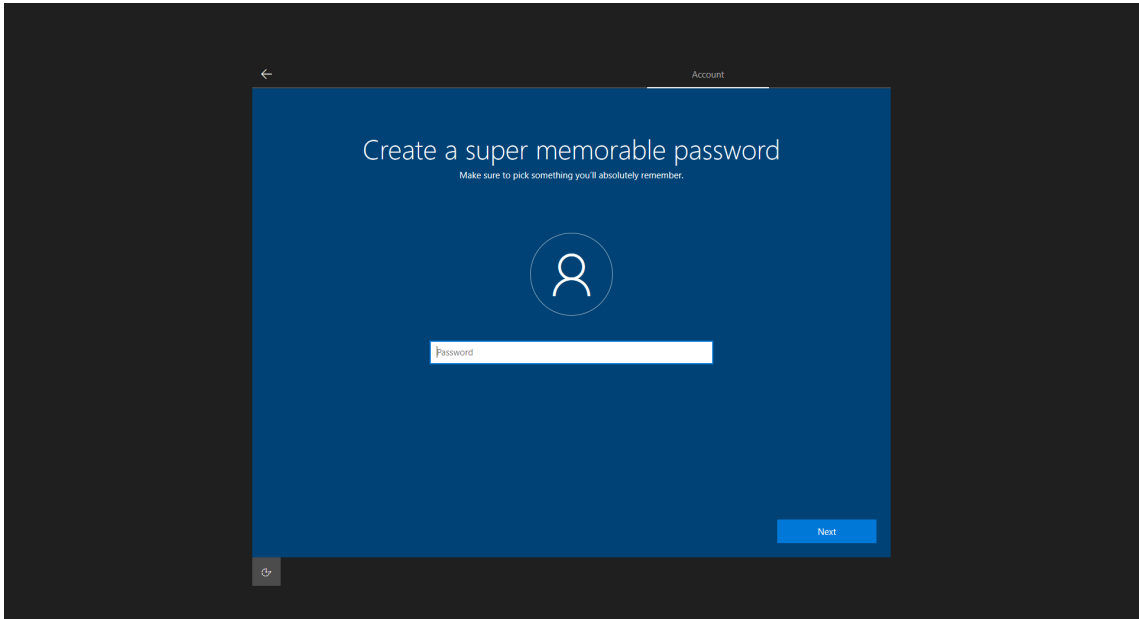 Account
Create a super memorable password
Make sure to pick something you'll absolutely remember.
Password
Next